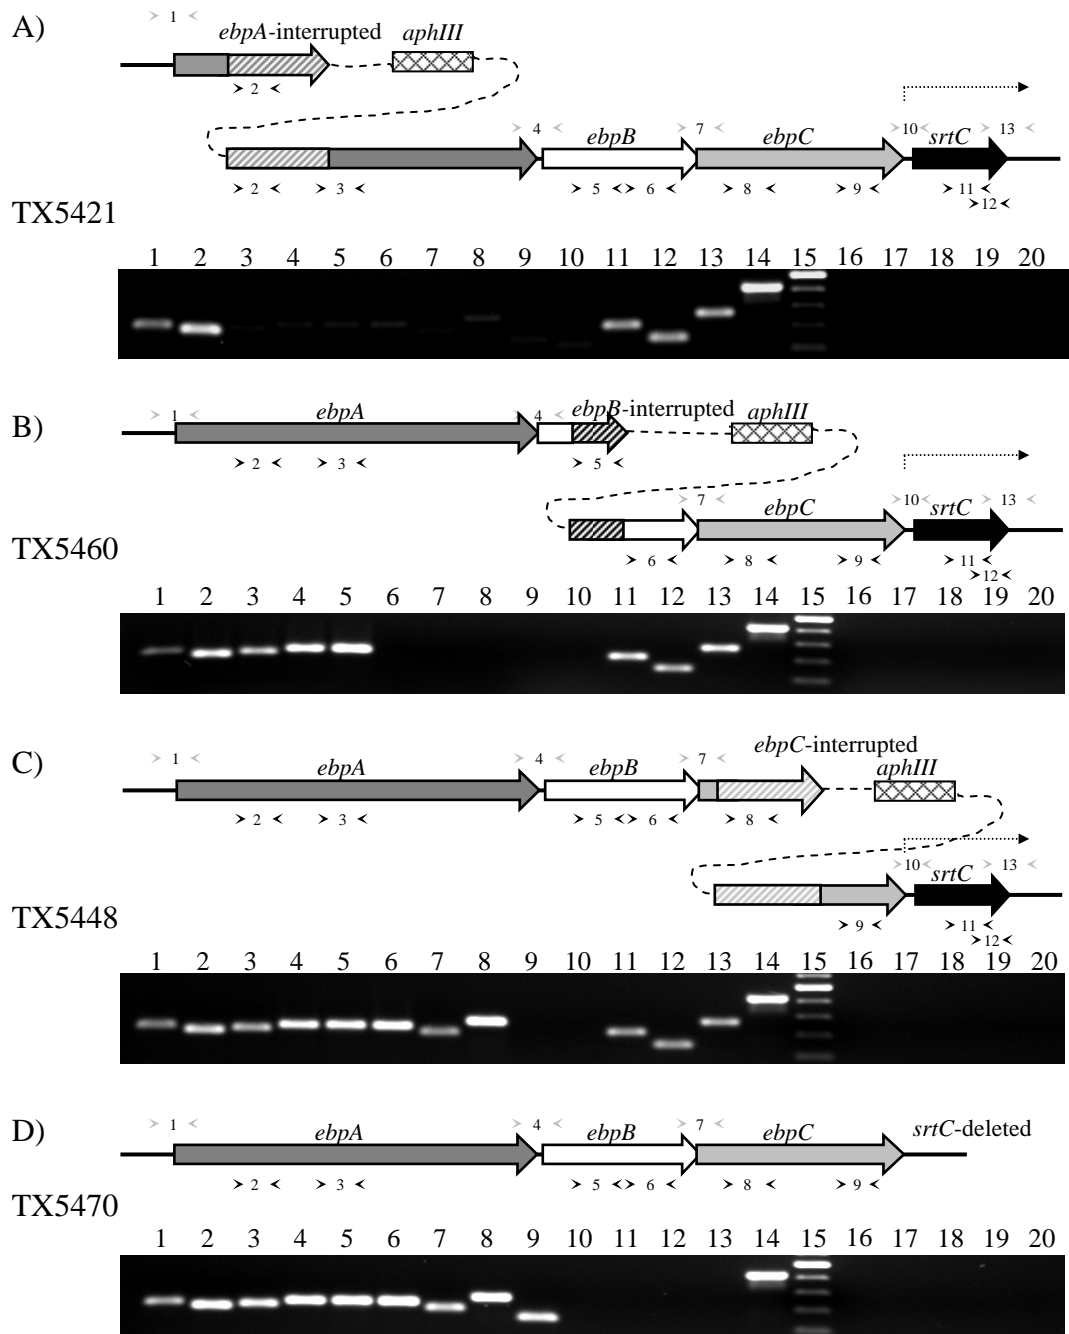 A)
1
ebpA-interrupted
aphIII
2
4
ebpB
7
ebpC
10
srtC
13
2
3
5
6
8
9
11
12
TX5421
1 2 3 4 5 6 7 8 9 10 11 12 13 14 15 16 17 18 19 20
B)
1
ebpA
4
ebpB-interrupted
aphIII
2
3
5
7
ebpC
10
srtC
13
6
8
9
11
12
TX5460
1 2 3 4 5 6 7 8 9 10 11 12 13 14 15 16 17 18 19 20
C)
1
ebpA
4
ebpB
7
ebpC-interrupted
aphIII
2
3
5
6
8
10
srtC
13
9
11
12
TX5448
1 2 3 4 5 6 7 8 9 10 11 12 13 14 15 16 17 18 19 20
D)
1
ebpA
4
ebpB
7
ebpC
srtC-deleted
2
3
5
6
8
9
TX5470
1 2 3 4 5 6 7 8 9 10 11 12 13 14 15 16 17 18 19 20